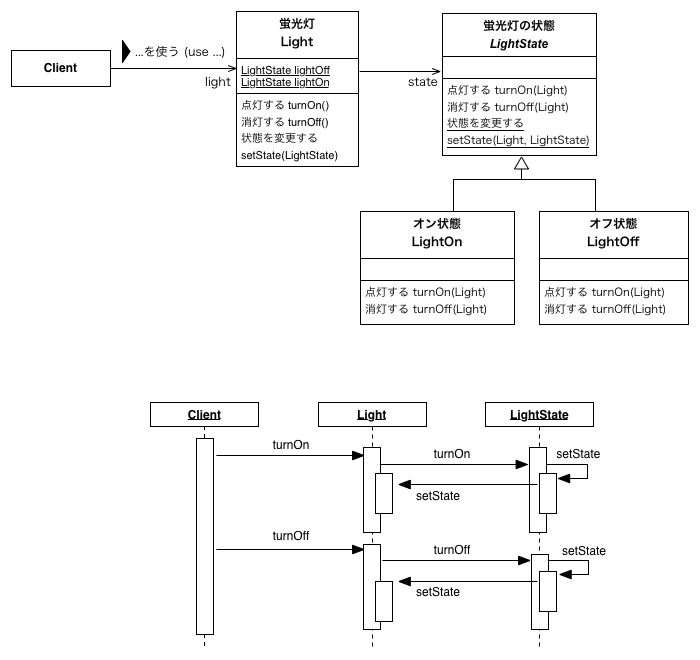 Client
...を使う (use ...)
light
蛍光灯
Light
LightState lightOff
LightState lightOn
点灯する turnOn()
消灯する turnOff()
状態を変更する
setState(LightState)
state
蛍光灯の状態
LightState
点灯する turnOn(Light)
消灯する turnOff(Light)
状態を変更する
setState(Light, LightState)
オン状態
LightOn
点灯する turnOn(Light)
消灯する turnOff(Light)
オフ状態
LightOff
点灯する turnOn(Light)
消灯する turnOff(Light)
Client
Light
LightState
turnOn
turnOn
setState
setState
turnOff
turnOff
setState
setState